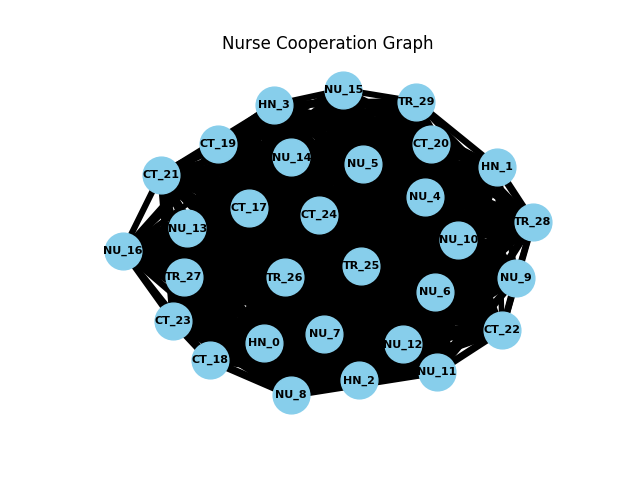 Nurse Cooperation Graph
NU_15
HN_3
TR_29
CT_19
CT_20
NU_14
NU_5
HN_1
CT_21
NU_4
CT_17
CT_24
TR_28
NU_13
NU_10
NU_16
TR_25
TR_27
TR_26
NU_9
NU_6
CT_23
CT_22
NU_7
HN_0
NU_12
CT_18
NU_11
HN_2
NU_8